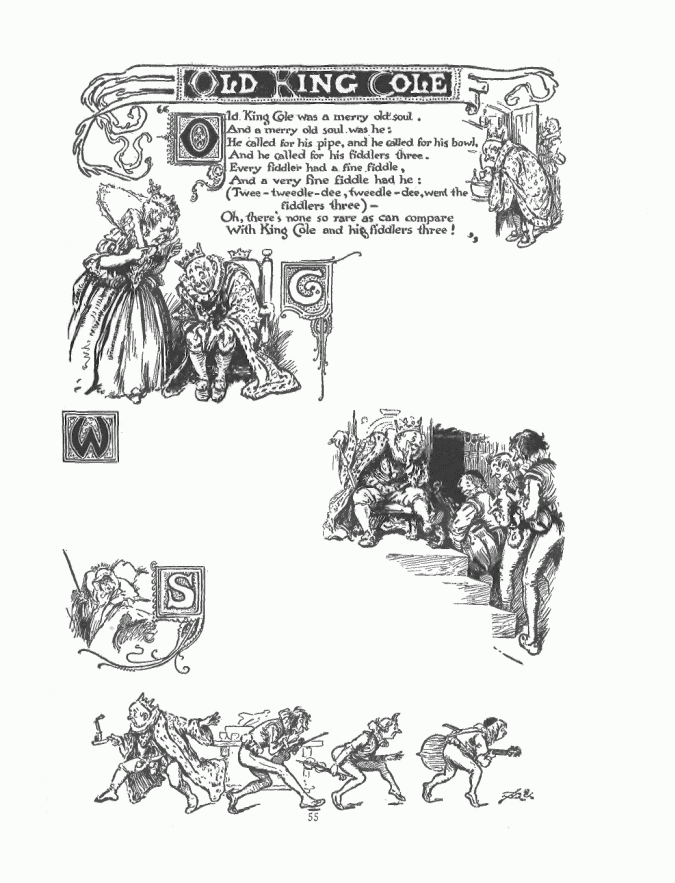 OLD KING COLE
“Old King Cole was a merry old soul.
And a merry old soul was he:
He called for his pipe, and he called for his bowl,
And he called for his fiddlers three.
Every fiddler had a fine fiddle,
And a very fine fiddle had he:
(Twee-tweedle-dee, tweedle-dee, went the
fiddlers three)-
Oh, there's none so rare as can compare
With King Cole and his fiddlers three! ”
G
W
S
55